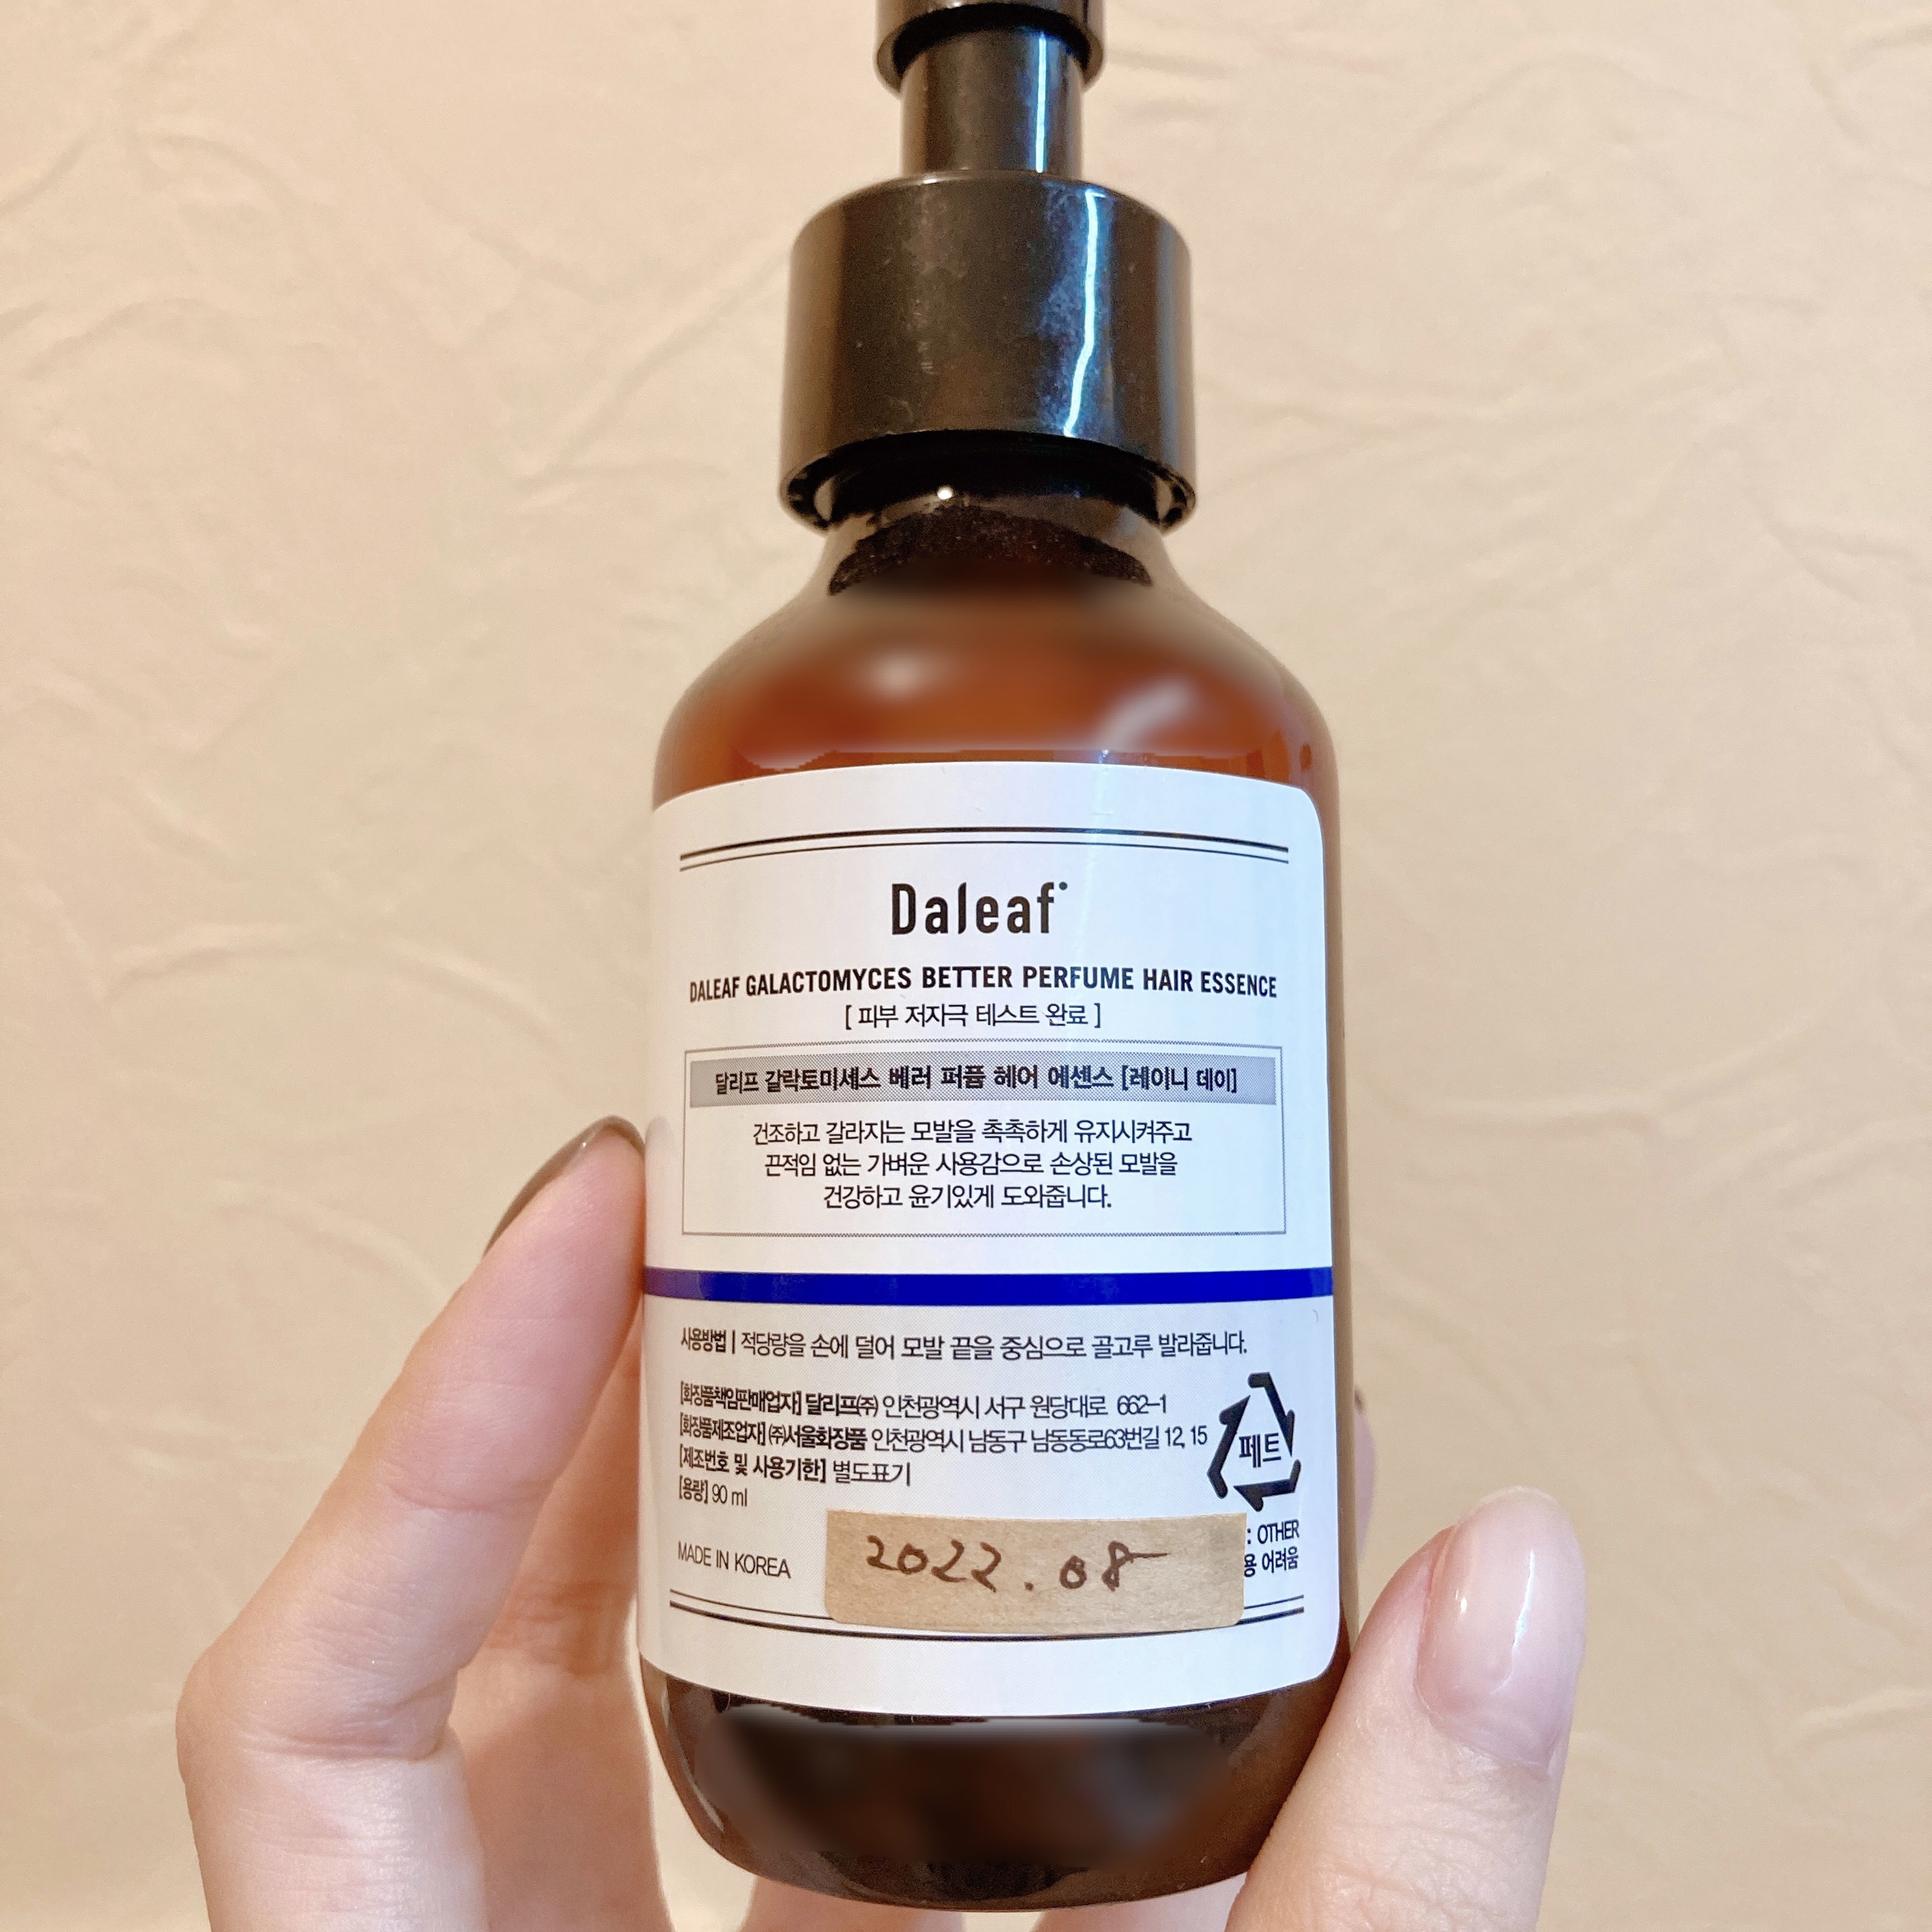 Daleaf
DALEAF GALACTOMYCES BETTER PERFUME HAIR ESSENCE
[ 피부 저자극 테스트 완료 ]
달리프 갈락토미세스 베러 퍼퓸 헤어 에센스 [레이니 데이]
건조하고 갈라지는 모발을 촉촉하게 유지시켜주고
끈적임 없는 가벼운 사용감으로 손상된 모발을
건강하고 윤기있게 도와줍니다.
사용방법 | 적당량을 손에 덜어 모발 끝을 중심으로 골고루 발라줍니다.
[화장품책임판매업자] 달리프㈜ 인천광역시 서구 원당대로 662-1
[화장품제조업자] ㈜서울화장품 인천광역시 남동구 남동동로63번길 12, 15
[제조번호 및 사용기한] 별도표기
[용량] 90 ml
페트
: OTHER
용 어려움
MADE IN KOREA
2022.08